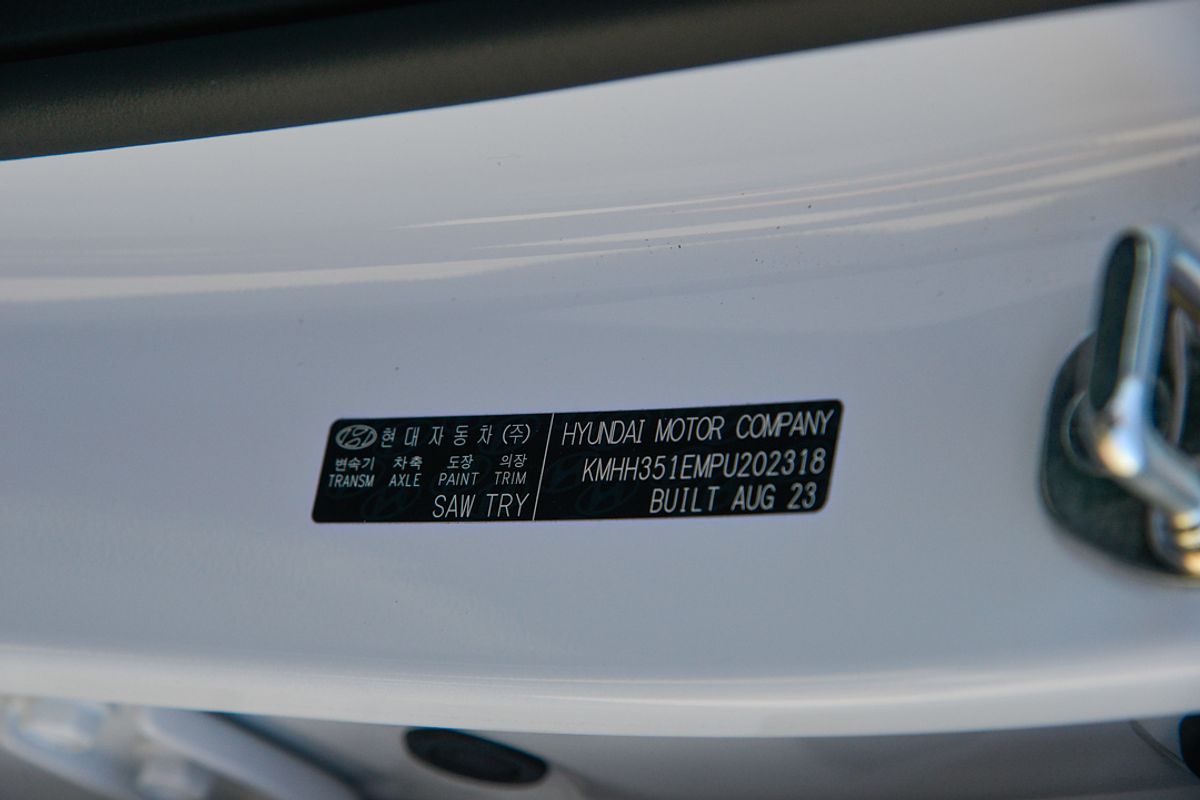 현대자동차(주)
변속기 차축 도장 의장
TRANSM AXLE PAINT TRIM
SAW TRY
HYUNDAI MOTOR COMPANY
KMHH351EMPU202318
BUILT AUG 23